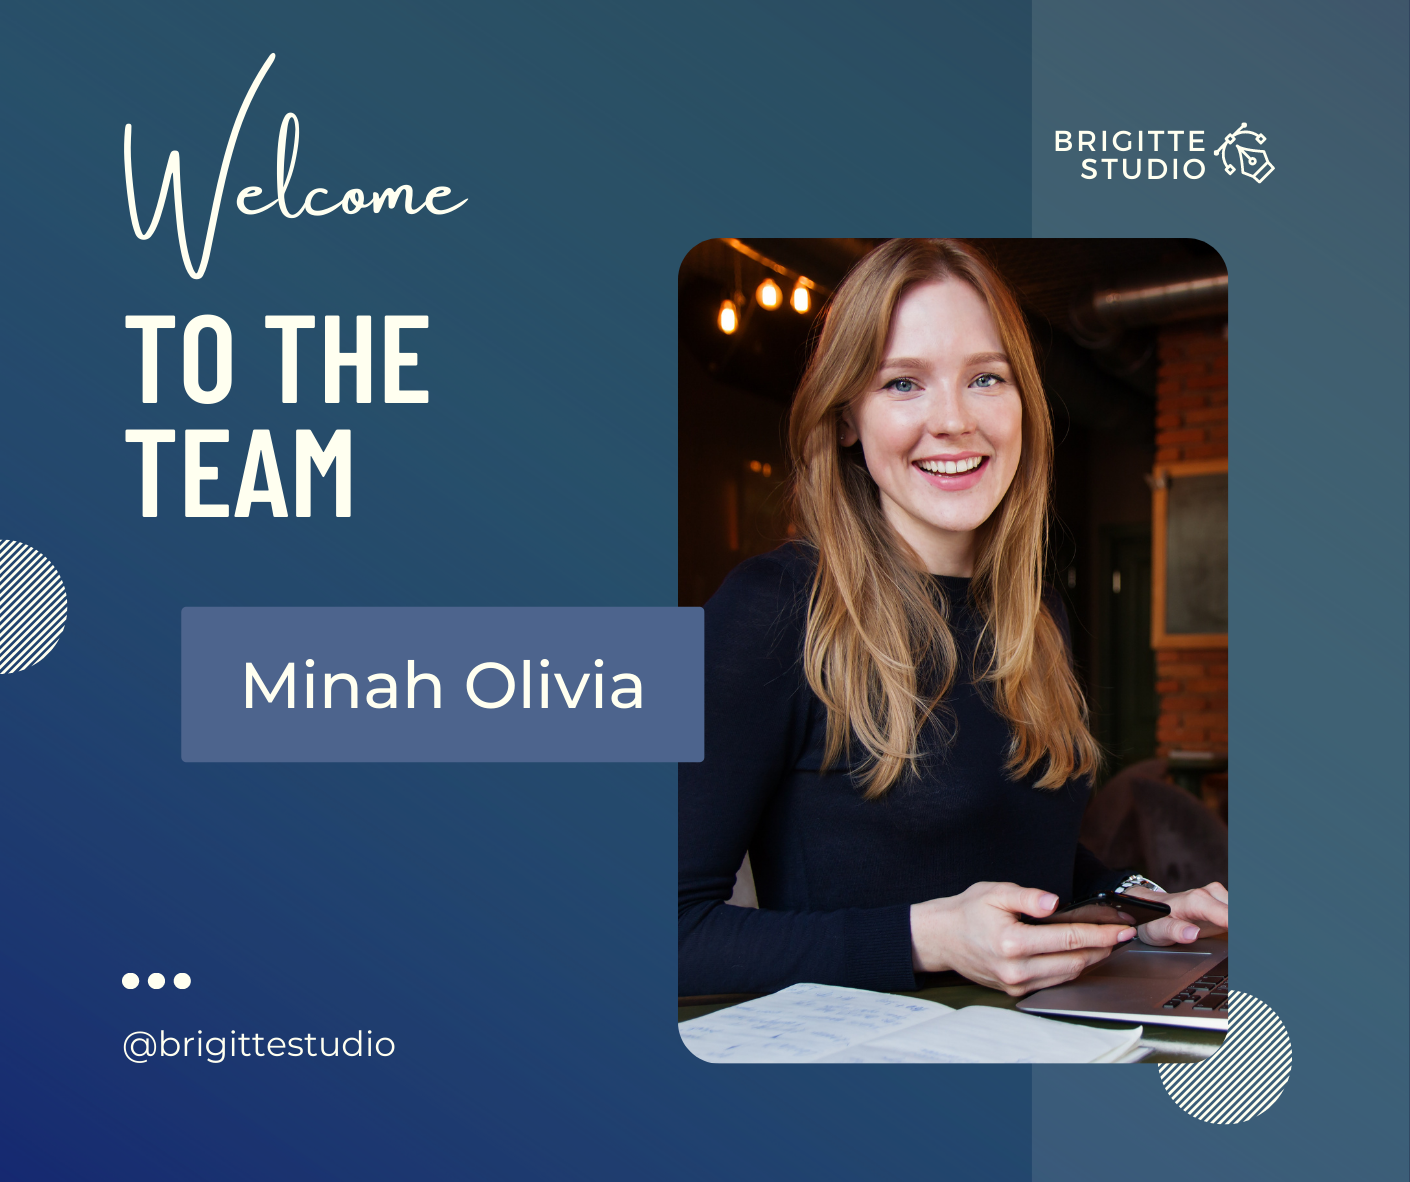 Welcome
TO THE
TEAM
BRIGITTE
STUDIO
Minah Olivia
@brigittestudio